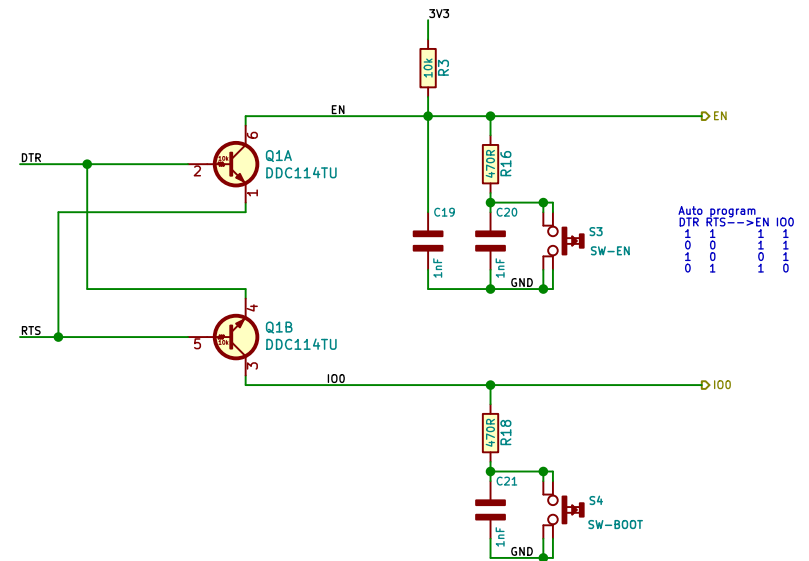 3V3
10k
R3
EN
EN
DTR
10k
2
6
1
Q1A
DDC114TU
470R
R16
C19
1nF
C20
1nF
S3
SW-EN
GND
Auto program
DTR RTS-->EN IO0
1 1 1 1
0 0 1 1
1 0 0 1
0 1 1 0
RTS
10k
5
4
3
Q1B
DDC114TU
IO0
IO0
470R
R18
C21
1nF
S4
SW-BOOT
GND